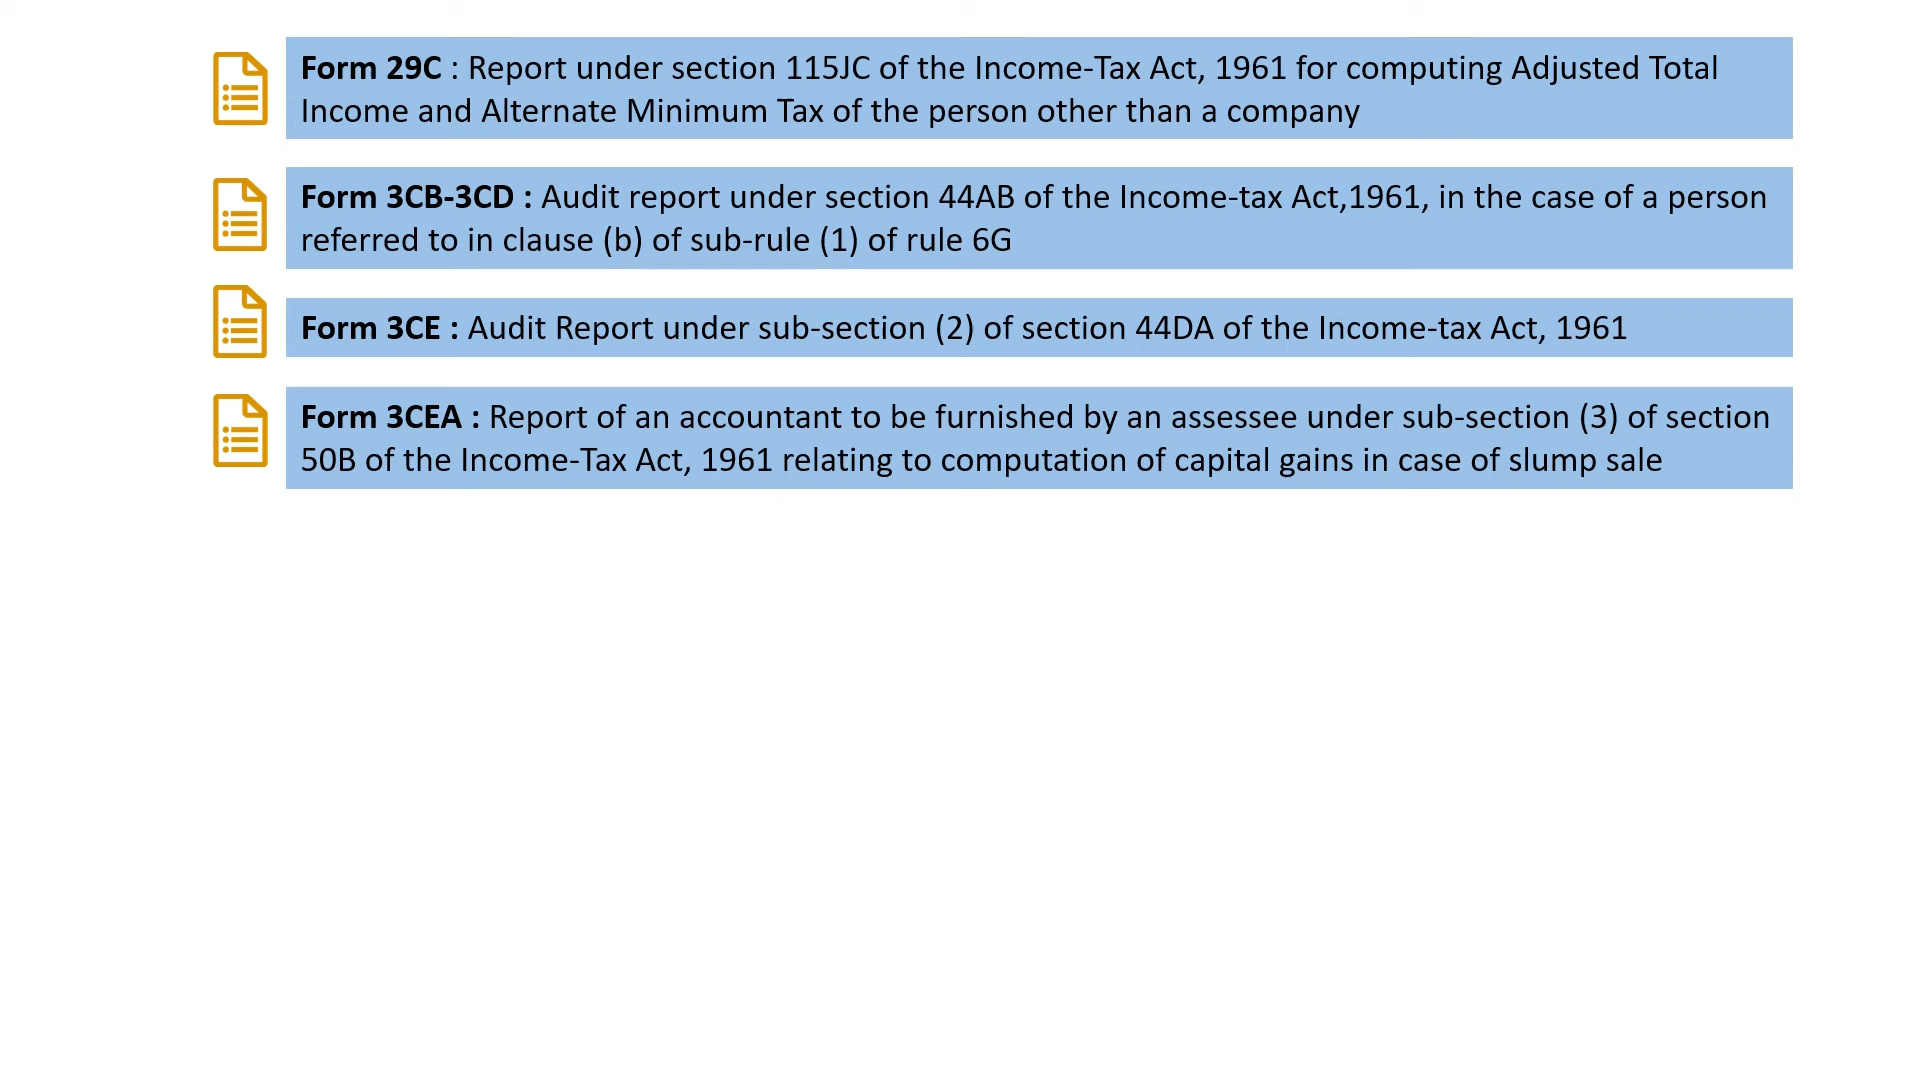 Form 29C : Report under section 115JC of the Income-Tax Act, 1961 for computing Adjusted Total
Income and Alternate Minimum Tax of the person other than a company
Form 3CB-3CD : Audit report under section 44AB of the Income-tax Act,1961, in the case of a person
referred to in clause (b) of sub-rule (1) of rule 6G
Form 3CE : Audit Report under sub-section (2) of section 44DA of the Income-tax Act, 1961
Form 3CEA : Report of an accountant to be furnished by an assessee under sub-section (3) of section
50B of the Income-Tax Act, 1961 relating to computation of capital gains in case of slump sale